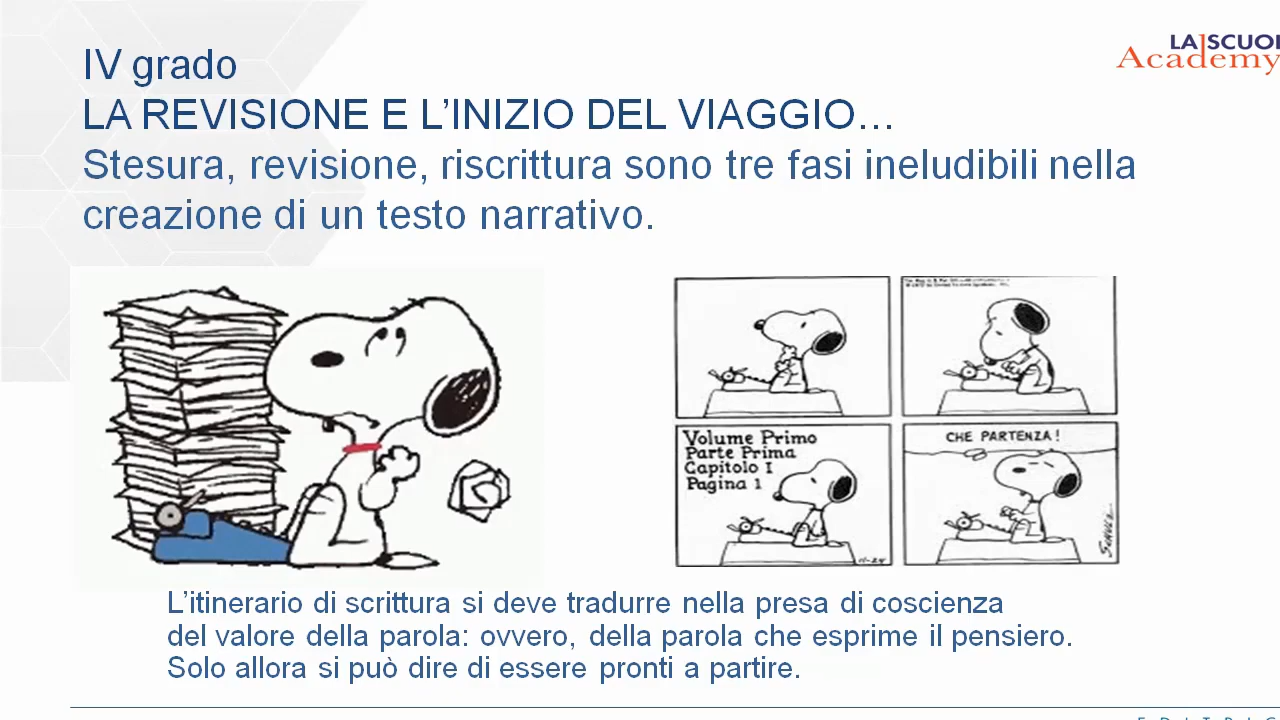 IV grado
LA REVISIONE E L’INIZIO DEL VIAGGIO…
Stesura, revisione, riscrittura sono tre fasi ineludibili nella
creazione di un testo narrativo.
LA SCUOL
Academy
Volume Primo
Parte Prima
Capitolo I
Pagina 1
11-24
CHE PARTENZA!
SCHULZ
L’itinerario di scrittura si deve tradurre nella presa di coscienza
del valore della parola: ovvero, della parola che esprime il pensiero.
Solo allora si può dire di essere pronti a partire.